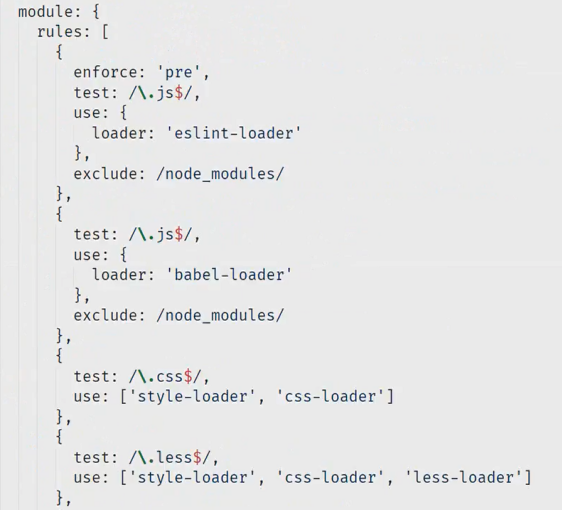 module: {
rules: [
{
enforce: 'pre',
test: /\.js$/,
use: {
loader: 'eslint-loader'
},
exclude: /node_modules/
},
{
test: /\.js$/,
use: {
loader: 'babel-loader'
},
exclude: /node_modules/
},
{
test: /\.css$/,
use: ['style-loader', 'css-loader']
},
{
test: /\.less$/,
use: ['style-loader', 'css-loader', 'less-loader']
},